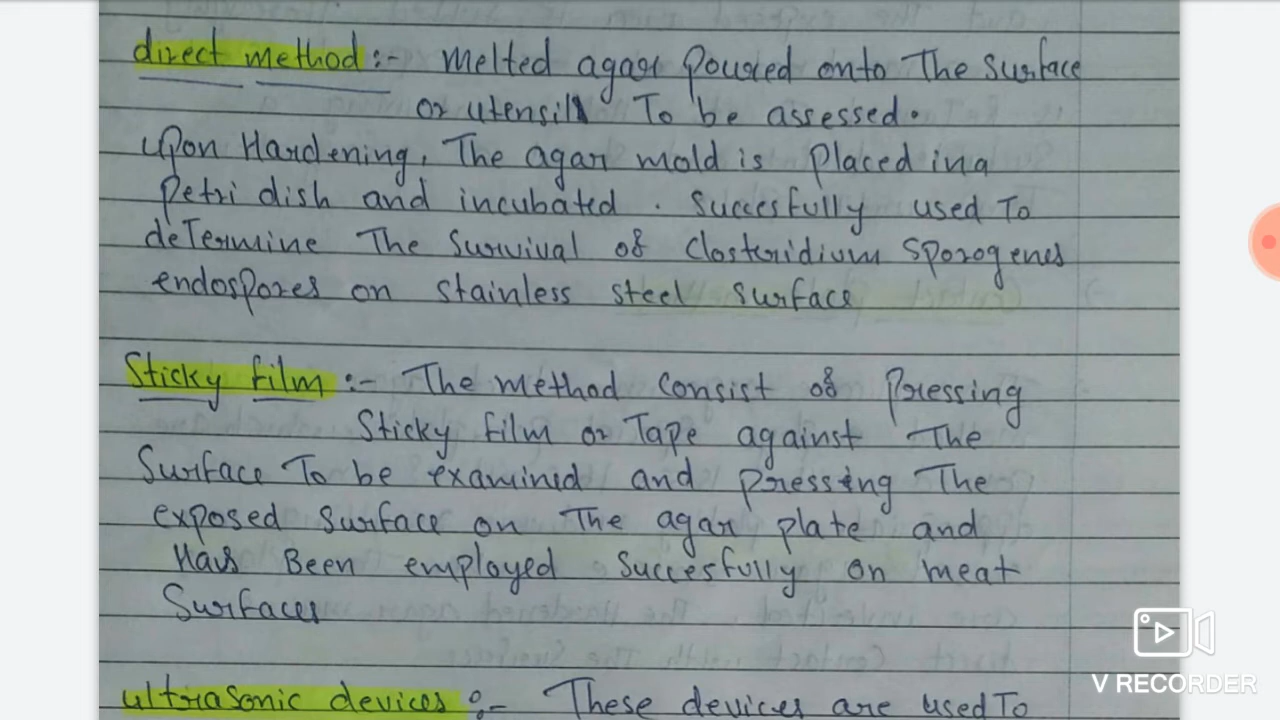 direct method :- Melted agar Poured onto The Surface
or utensil To be assessed.
Upon Hardening, The agar mold is Placed in a
Petri dish and incubated. Succesfully used To
deTermine The Survival of Clostridium Sporogenes
endospores on stainless steel surface
Sticky film :- The method Consist of Pressing
Sticky film or Tape against The
Surface To be examined and pressing The
exposed Surface on The agar plate and
Have Been employed Succesfully on meat
Surfaces
ultrasonic devices :- These devices are used To
V RECORDER